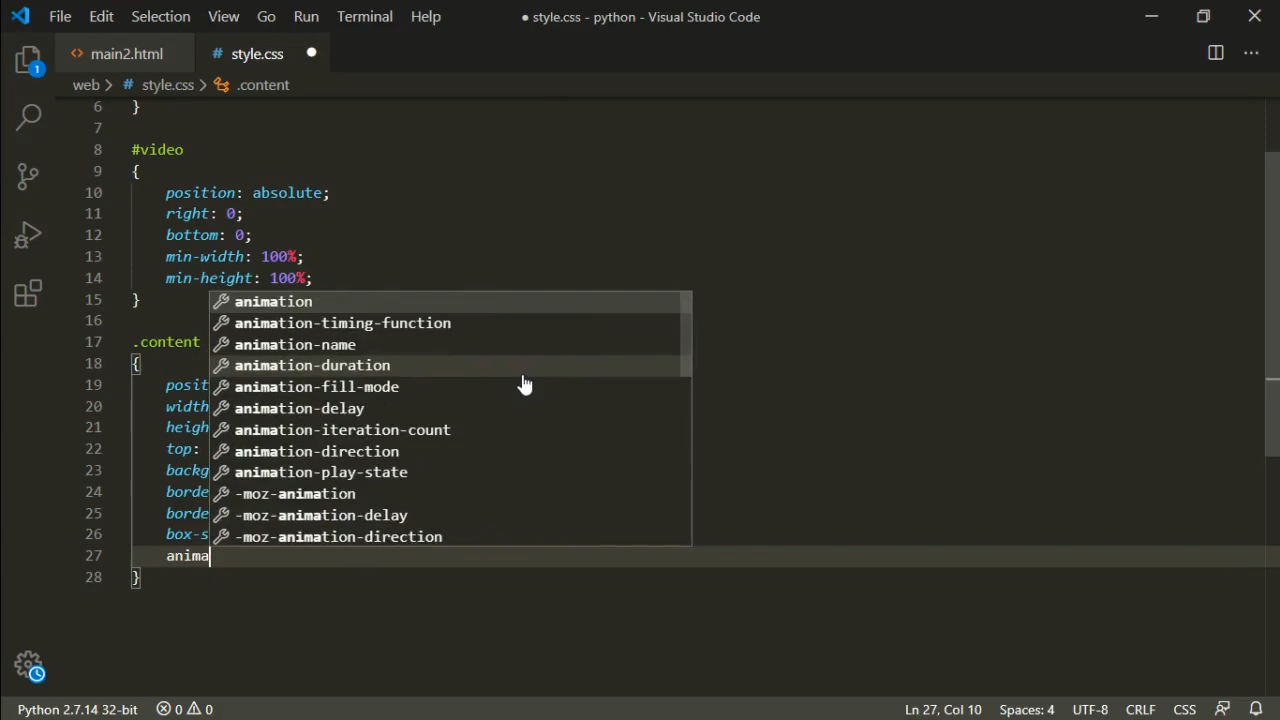 File Edit Selection View Go Run Terminal Help ● style.css - python - Visual Studio Code
main2.html # style.css ●
web > # style.css > .content
6 }
7
8 #video
9 {
10 position: absolute;
11 right: 0;
12 bottom: 0;
13 min-width: 100%;
14 min-height: 100%;
15 }
animation
16
animation-timing-function
17 .content
animation-name
18 {
animation-duration
19 posit
animation-fill-mode
20 width
animation-delay
21 heigh
animation-iteration-count
22 top:
animation-direction
23 backg
animation-play-state
24 borde
-moz-animation
25 borde
-moz-animation-delay
26 box-s
-moz-animation-direction
27 anima
28 }
1
Python 2.7.14 32-bit 0 0 Ln 27, Col 10 Spaces: 4 UTF-8 CRLF CSS